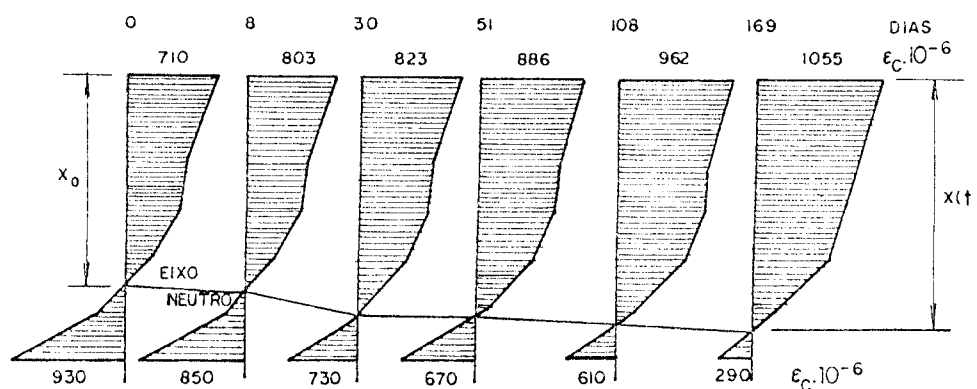 0 8 30 51 108 169 DIAS
710 803 823 886 962 1055 εc.10⁻⁶
X₀
X(t
EIXO
NEUTRO
930 850 730 670 610 290 εc.10⁻⁶